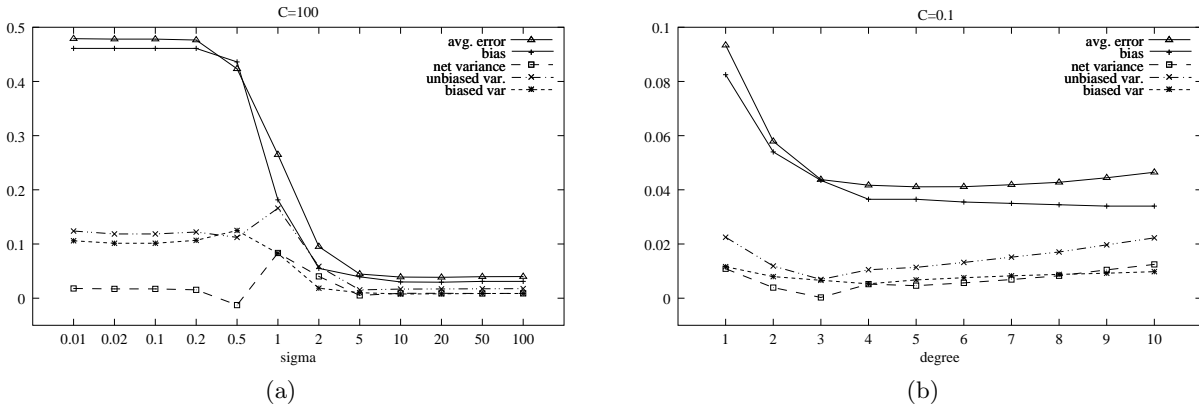 C=100
0.5
0.4
0.3
0.2
0.1
0
avg. error
bias
net variance
unbiased var.
biased var
0.01 0.02 0.1 0.2 0.5 1 2 5 10 20 50 100
sigma
(a)
C=0.1
0.1
0.08
0.06
0.04
0.02
0
avg. error
bias
net variance
unbiased var.
biased var
1 2 3 4 5 6 7 8 9 10
degree
(b)